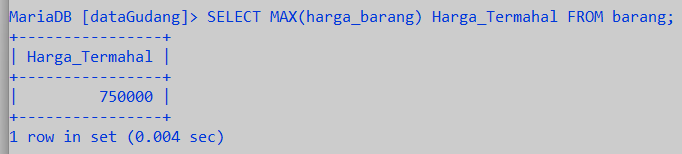 MariaDB [dataGudang]> SELECT MAX(harga_barang) Harga_Termahal FROM barang;
+----------------+
| Harga_Termahal |
+----------------+
|         750000 |
+----------------+
1 row in set (0.004 sec)